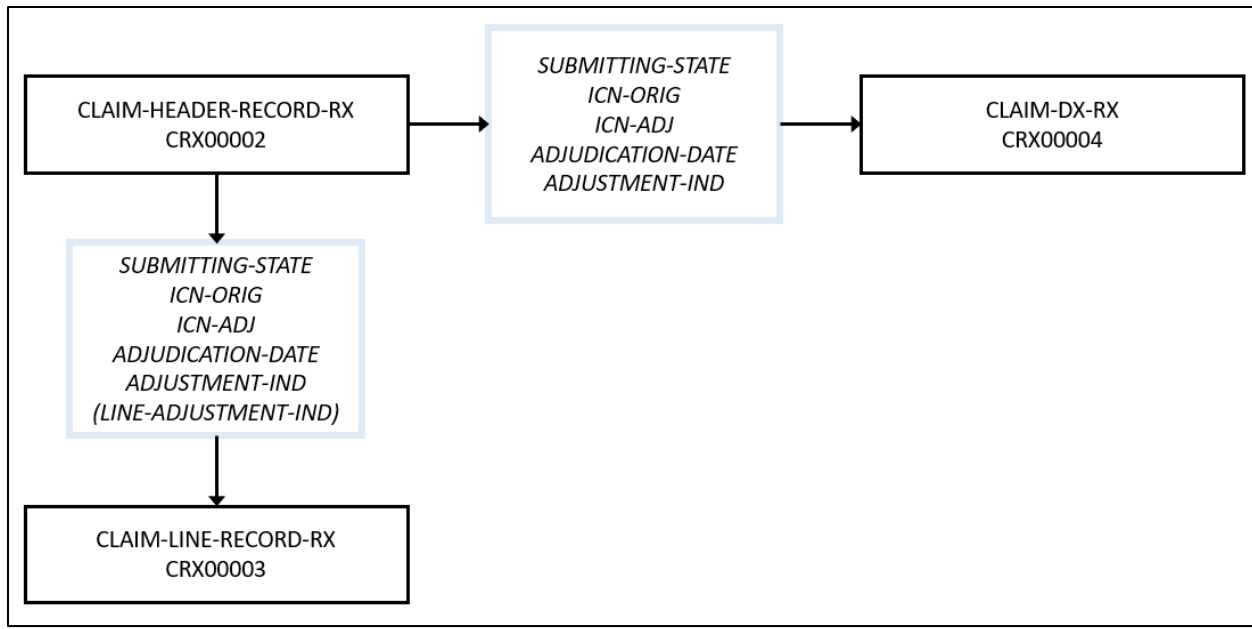 CLAIM-HEADER-RECORD-RX
CRX00002
SUBMITTING-STATE
ICN-ORIG
ICN-ADJ
ADJUDICATION-DATE
ADJUSTMENT-IND
CLAIM-DX-RX
CRX00004
SUBMITTING-STATE
ICN-ORIG
ICN-ADJ
ADJUDICATION-DATE
ADJUSTMENT-IND
(LINE-ADJUSTMENT-IND)
CLAIM-LINE-RECORD-RX
CRX00003